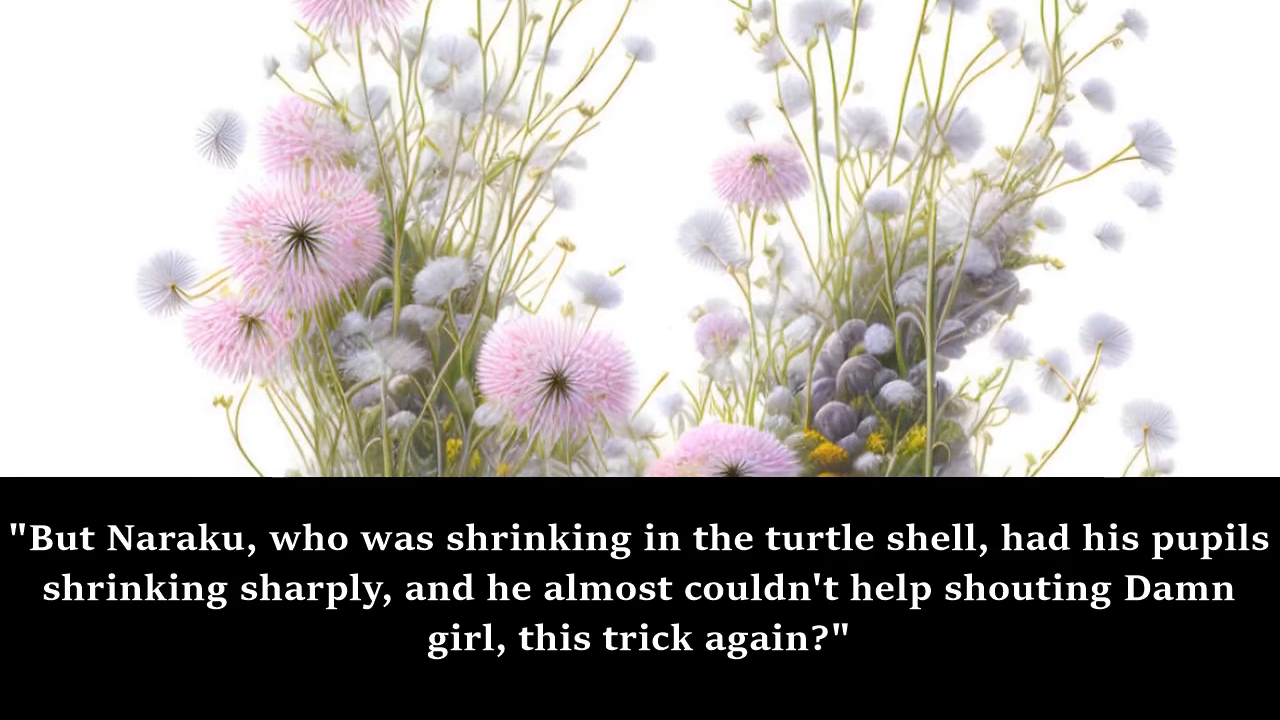 "But Naraku, who was shrinking in the turtle shell, had his pupils
shrinking sharply, and he almost couldn't help shouting Damn
girl, this trick again?"